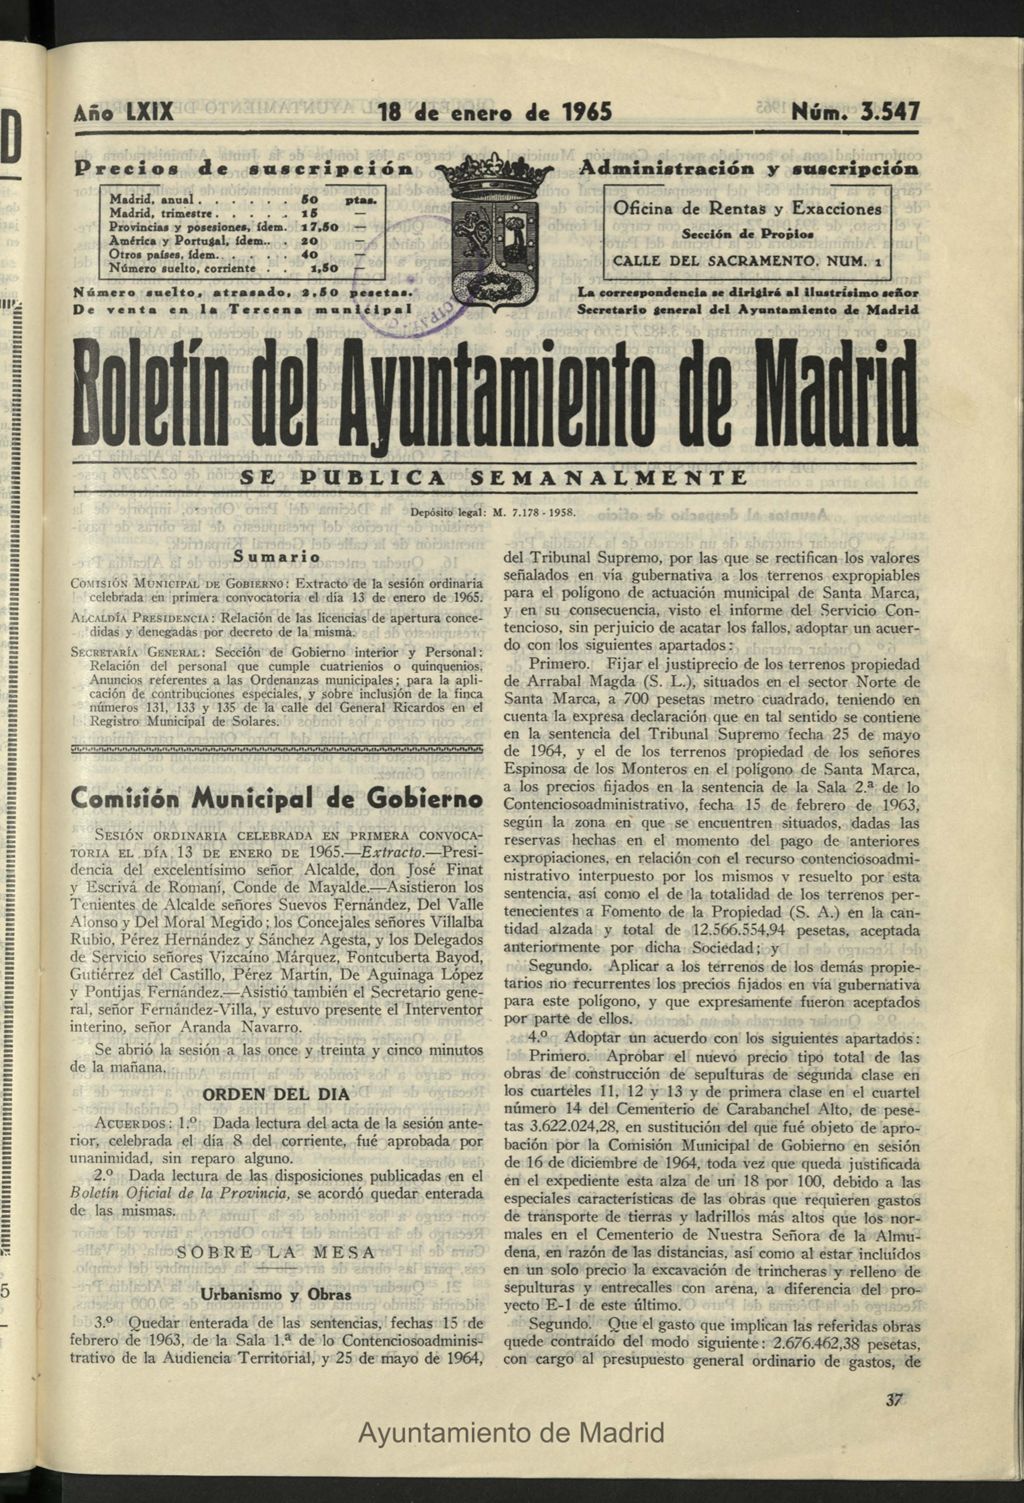 Año LXIX 18 de enero de 1965 Núm. 3.547
Precios de suscripción
Madrid, anual . . . . . . 60 ptas.
Madrid, trimestre . . . . . 15 —
Provincias y posesiones, ídem. 17,50 —
América y Portugal, ídem.. . 20 —
Otros países, ídem. . . . . . 40 —
Número suelto, corriente . . 1,50 —
Número suelto, atrasado, 2,50 pesetas.
De venta en la Tercena municipal
Administración y suscripción
Oficina de Rentas y Exacciones
Sección de Propios
CALLE DEL SACRAMENTO, NUM. 1
La correspondencia se dirigirá al ilustrísimo señor
Secretario general del Ayuntamiento de Madrid
Boletín del Ayuntamiento de Madrid
SE PUBLICA SEMANALMENTE
Depósito legal: M. 7.178 - 1958.
Sumario
COMISIÓN MUNICIPAL DE GOBIERNO: Extracto de la sesión ordinaria
celebrada en primera convocatoria el día 13 de enero de 1965.
ALCALDÍA PRESIDENCIA: Relación de las licencias de apertura conce-
didas y denegadas por decreto de la misma.
SECRETARÍA GENERAL: Sección de Gobierno interior y Personal:
Relación del personal que cumple cuatrienios o quinquenios.
Anuncios referentes a las Ordenanzas municipales; para la apli-
cación de contribuciones especiales, y sobre inclusión de la finca
números 131, 133 y 135 de la calle del General Ricardos en el
Registro Municipal de Solares.
Comisión Municipal de Gobierno
SESIÓN ORDINARIA CELEBRADA EN PRIMERA CONVOCA-
TORIA EL DÍA 13 DE ENERO DE 1965.—Extracto.—Presi-
dencia del excelentísimo señor Alcalde, don José Finat
y Escrivá de Romaní, Conde de Mayalde.—Asistieron los
Tenientes de Alcalde señores Suevos Fernández, Del Valle
Alonso y Del Moral Megido; los Concejales señores Villalba
Rubio, Pérez Hernández y Sánchez Agesta, y los Delegados
de Servicio señores Vizcaíno Márquez, Fontcuberta Bayod,
Gutiérrez del Castillo, Pérez Martín, De Aguinaga López
y Pontijas Fernández.—Asistió también el Secretario gene-
ral, señor Fernández-Villa, y estuvo presente el Interventor
interino, señor Aranda Navarro.
Se abrió la sesión a las once y treinta y cinco minutos
de la mañana.
ORDEN DEL DIA
ACUERDOS: 1.º Dada lectura del acta de la sesión ante-
rior, celebrada el día 8 del corriente, fué aprobada por
unanimidad, sin reparo alguno.
2.º Dada lectura de las disposiciones publicadas en el
Boletín Oficial de la Provincia, se acordó quedar enterada
de las mismas.
SOBRE LA MESA
Urbanismo y Obras
3.º Quedar enterada de las sentencias, fechas 15 de
febrero de 1963, de la Sala 1.ª de lo Contenciosoadminis-
trativo de la Audiencia Territorial, y 25 de mayo de 1964,
del Tribunal Supremo, por las que se rectifican los valores
señalados en vía gubernativa a los terrenos expropiables
para el polígono de actuación municipal de Santa Marca,
y en su consecuencia, visto el informe del Servicio Con-
tencioso, sin perjuicio de acatar los fallos, adoptar un acuer-
do con los siguientes apartados:
Primero. Fijar el justiprecio de los terrenos propiedad
de Arrabal Magda (S. L.), situados en el sector Norte de
Santa Marca, a 700 pesetas metro cuadrado, teniendo en
cuenta la expresa declaración que en tal sentido se contiene
en la sentencia del Tribunal Supremo fecha 25 de mayo
de 1964, y el de los terrenos propiedad de los señores
Espinosa de los Monteros en el polígono de Santa Marca,
a los precios fijados en la sentencia de la Sala 2.ª de lo
Contenciosoadministrativo, fecha 15 de febrero de 1963,
según la zona en que se encuentren situados, dadas las
reservas hechas en el momento del pago de anteriores
expropiaciones, en relación con el recurso contenciosoadmi-
nistrativo interpuesto por los mismos y resuelto por esta
sentencia, así como el de la totalidad de los terrenos per-
tenecientes a Fomento de la Propiedad (S. A.) en la can-
tidad alzada y total de 12.566.554,94 pesetas, aceptada
anteriormente por dicha Sociedad; y
Segundo. Aplicar a los terrenos de los demás propie-
tarios no recurrentes los precios fijados en vía gubernativa
para este polígono, y que expresamente fueron aceptados
por parte de ellos.
4.º Adoptar un acuerdo con los siguientes apartados:
Primero. Aprobar el nuevo precio tipo total de las
obras de construcción de sepulturas de segunda clase en
los cuarteles 11, 12 y 13 y de primera clase en el cuartel
número 14 del Cementerio de Carabanchel Alto, de pese-
tas 3.622.024,28, en sustitución del que fué objeto de apro-
bación por la Comisión Municipal de Gobierno en sesión
de 16 de diciembre de 1964, toda vez que queda justificada
en el expediente esta alza de un 18 por 100, debido a las
especiales características de las obras que requieren gastos
de transporte de tierras y ladrillos más altos que los nor-
males en el Cementerio de Nuestra Señora de la Almu-
dena, en razón de las distancias, así como al estar incluídos
en un solo precio la excavación de trincheras y relleno de
sepulturas y entrecalles con arena, a diferencia del pro-
yecto E-1 de este último.
Segundo. Que el gasto que implican las referidas obras
quede contraído del modo siguiente: 2.676.462,38 pesetas,
con cargo al presupuesto general ordinario de gastos, de
37
Ayuntamiento de Madrid